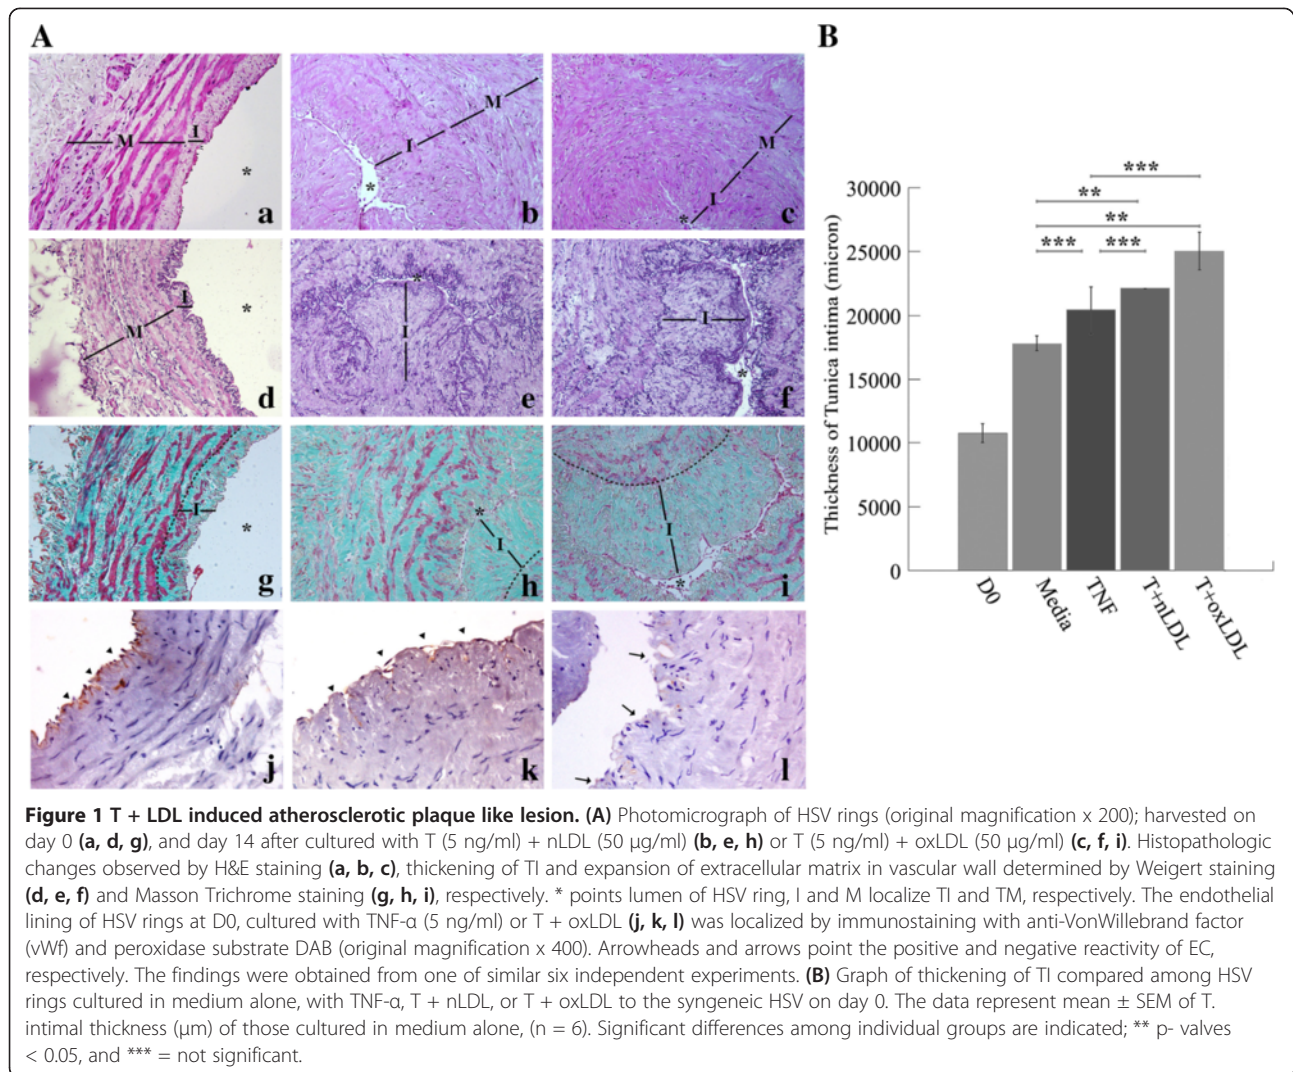 A
B
M
I
*
a
M
I
*
b
M
I
*
c
M
I
*
d
*
I
e
I
*
f
I
*
g
*
I
h
I
*
i
j
k
l
Thickness of Tunica intima (micron)
30000
25000
20000
15000
10000
5000
0
***
**
**
***
***
D0
Media
TNF
T+nLDL
T+oxLDL
Figure 1 T + LDL induced atherosclerotic plaque like lesion. (A) Photomicrograph of HSV rings (original magnification x 200); harvested on
day 0 (a, d, g), and day 14 after cultured with T (5 ng/ml) + nLDL (50 μg/ml) (b, e, h) or T (5 ng/ml) + oxLDL (50 μg/ml) (c, f, i). Histopathologic
changes observed by H&E staining (a, b, c), thickening of TI and expansion of extracellular matrix in vascular wall determined by Weigert staining
(d, e, f) and Masson Trichrome staining (g, h, i), respectively. * points lumen of HSV ring, I and M localize TI and TM, respectively. The endothelial
lining of HSV rings at D0, cultured with TNF-α (5 ng/ml) or T + oxLDL (j, k, l) was localized by immunostaining with anti-VonWillebrand factor
(vWf) and peroxidase substrate DAB (original magnification x 400). Arrowheads and arrows point the positive and negative reactivity of EC,
respectively. The findings were obtained from one of similar six independent experiments. (B) Graph of thickening of TI compared among HSV
rings cultured in medium alone, with TNF-α, T + nLDL, or T + oxLDL to the syngeneic HSV on day 0. The data represent mean ± SEM of T.
intimal thickness (μm) of those cultured in medium alone, (n = 6). Significant differences among individual groups are indicated; ** p- valves
< 0.05, and *** = not significant.